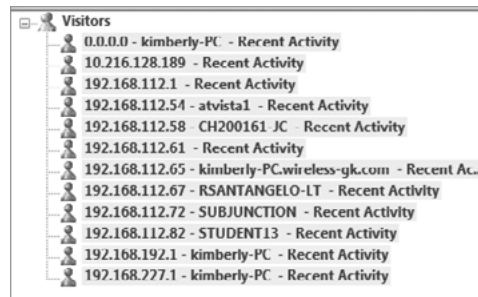 Visitors
0.0.0.0 - kimberly-PC - Recent Activity
10.216.128.189 - Recent Activity
192.168.112.1 - Recent Activity
192.168.112.54 - atvista1 - Recent Activity
192.168.112.58 - CH200161-JC - Recent Activity
192.168.112.61 - Recent Activity
192.168.112.65 - kimberly-PC.wireless-gk.com - Recent Ac..
192.168.112.67 - RSANTANGELO-LT - Recent Activity
192.168.112.72 - SUBJUNCTION - Recent Activity
192.168.112.82 - STUDENT13 - Recent Activity
192.168.192.1 - kimberly-PC - Recent Activity
192.168.227.1 - kimberly-PC - Recent Activity